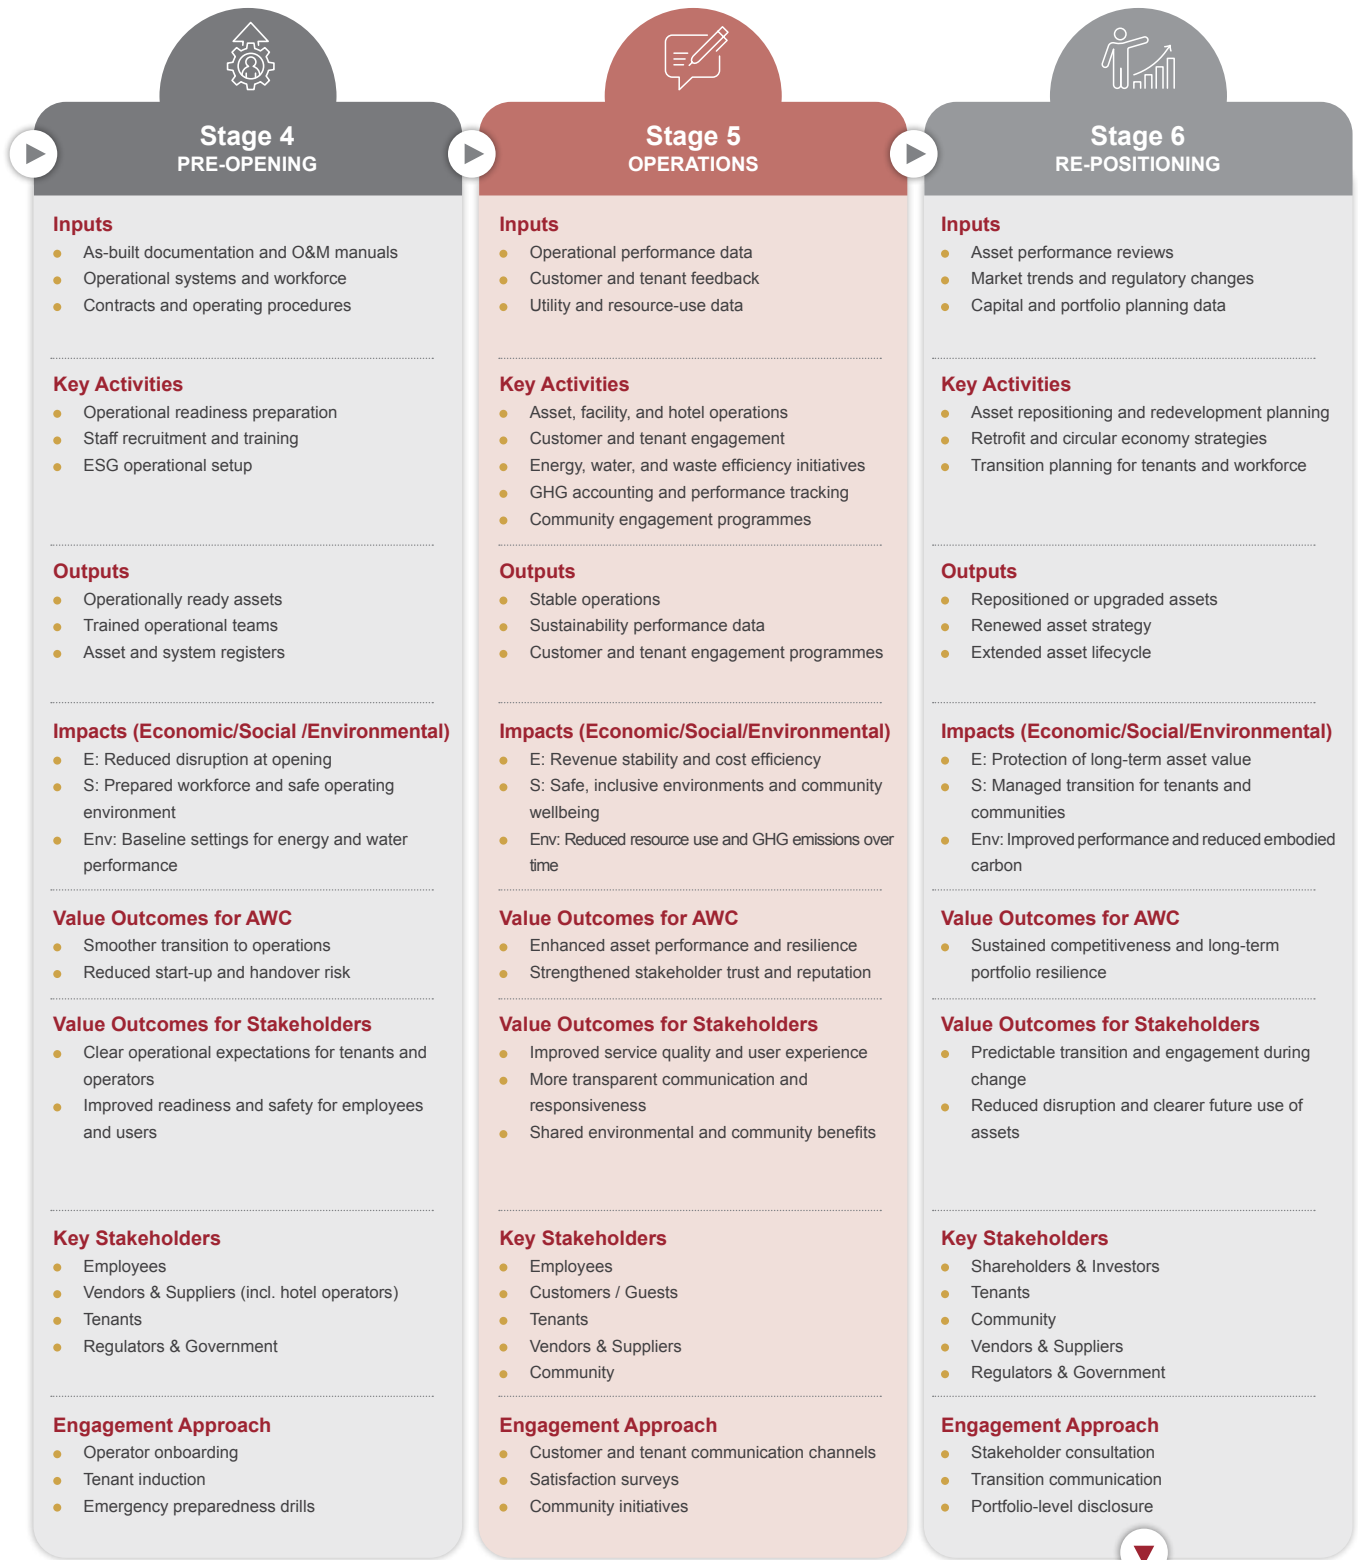 Stage 4
PRE-OPENING
Inputs
As-built documentation and O&M manuals
Operational systems and workforce
Contracts and operating procedures
Key Activities
Operational readiness preparation
Staff recruitment and training
ESG operational setup
Outputs
Operationally ready assets
Trained operational teams
Asset and system registers
Impacts (Economic/Social /Environmental)
E: Reduced disruption at opening
S: Prepared workforce and safe operating
environment
Env: Baseline settings for energy and water
performance
Value Outcomes for AWC
Smoother transition to operations
Reduced start-up and handover risk
Value Outcomes for Stakeholders
Clear operational expectations for tenants and
operators
Improved readiness and safety for employees
and users
Key Stakeholders
Employees
Vendors & Suppliers (incl. hotel operators)
Tenants
Regulators & Government
Engagement Approach
Operator onboarding
Tenant induction
Emergency preparedness drills
Stage 5
OPERATIONS
Inputs
Operational performance data
Customer and tenant feedback
Utility and resource-use data
Key Activities
Asset, facility, and hotel operations
Customer and tenant engagement
Energy, water, and waste efficiency initiatives
GHG accounting and performance tracking
Community engagement programmes
Outputs
Stable operations
Sustainability performance data
Customer and tenant engagement programmes
Impacts (Economic/Social/Environmental)
E: Revenue stability and cost efficiency
S: Safe, inclusive environments and community
wellbeing
Env: Reduced resource use and GHG emissions over
time
Value Outcomes for AWC
Enhanced asset performance and resilience
Strengthened stakeholder trust and reputation
Value Outcomes for Stakeholders
Improved service quality and user experience
More transparent communication and
responsiveness
Shared environmental and community benefits
Key Stakeholders
Employees
Customers / Guests
Tenants
Vendors & Suppliers
Community
Engagement Approach
Customer and tenant communication channels
Satisfaction surveys
Community initiatives
Stage 6
RE-POSITIONING
Inputs
Asset performance reviews
Market trends and regulatory changes
Capital and portfolio planning data
Key Activities
Asset repositioning and redevelopment planning
Retrofit and circular economy strategies
Transition planning for tenants and workforce
Outputs
Repositioned or upgraded assets
Renewed asset strategy
Extended asset lifecycle
Impacts (Economic/Social/Environmental)
E: Protection of long-term asset value
S: Managed transition for tenants and
communities
Env: Improved performance and reduced embodied
carbon
Value Outcomes for AWC
Sustained competitiveness and long-term
portfolio resilience
Value Outcomes for Stakeholders
Predictable transition and engagement during
change
Reduced disruption and clearer future use of
assets
Key Stakeholders
Shareholders & Investors
Tenants
Community
Vendors & Suppliers
Regulators & Government
Engagement Approach
Stakeholder consultation
Transition communication
Portfolio-level disclosure